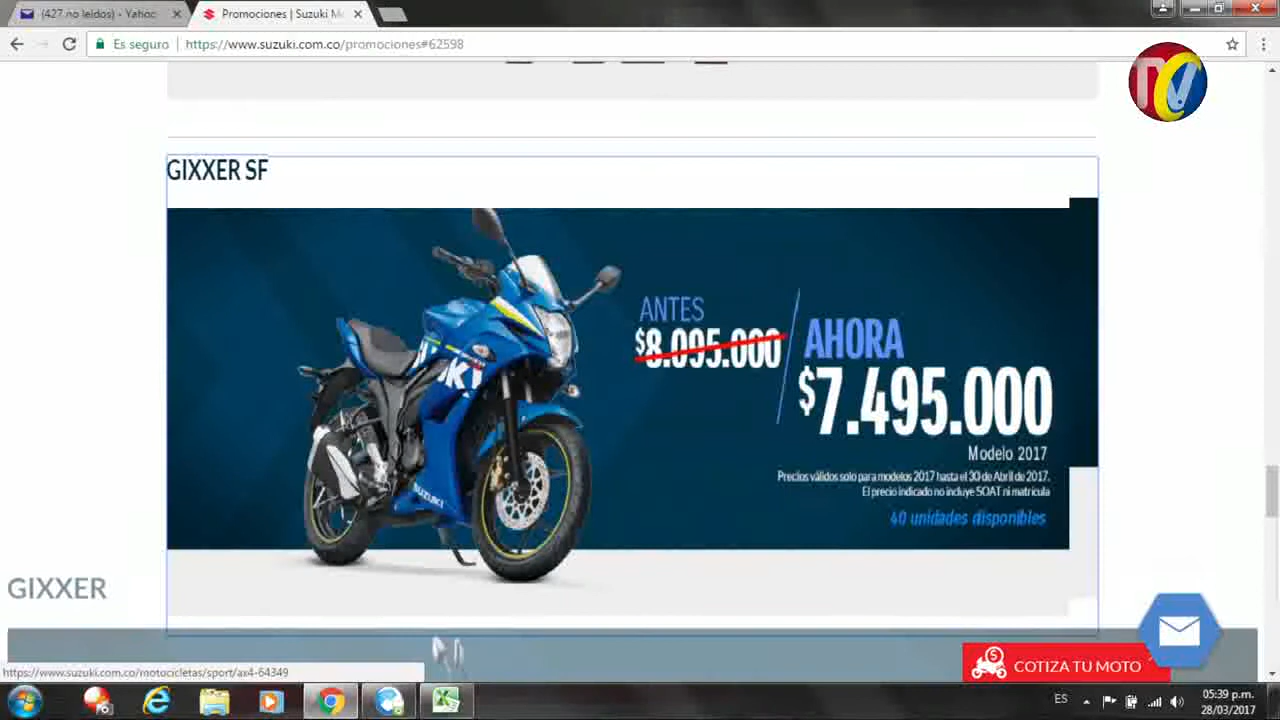 (427 no leídos) - Yahoo
Promociones | Suzuki Mo
Es seguro
https://www.suzuki.com.co/promociones#62598
GIXXER SF
ANTES
$8.095.000
AHORA
$7.495.000
Modelo 2017
Precios válidos solo para modelos 2017 hasta el 30 de Abril de 2017.
El precio indicado no incluye SOAT ni matrícula
40 unidades disponibles
SUZUKI
GIXXER
COTIZA TU MOTO
https://www.suzuki.com.co/motocicletas/sport/ax4-64349
ES
05:39 p.m.
28/03/2017